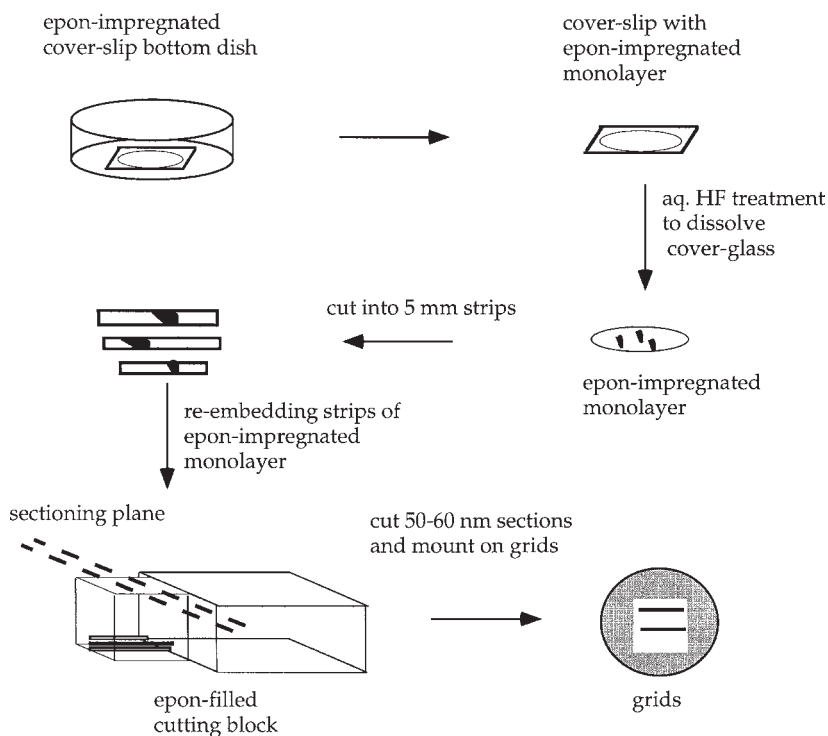 epon-impregnated
cover-slip bottom dish
cover-slip with
epon-impregnated
monolayer
aq. HF treatment
to dissolve
cover-glass
cut into 5 mm strips
epon-impregnated
monolayer
re-embedding strips of
epon-impregnated
monolayer
sectioning plane
cut 50-60 nm sections
and mount on grids
epon-filled
cutting block
grids